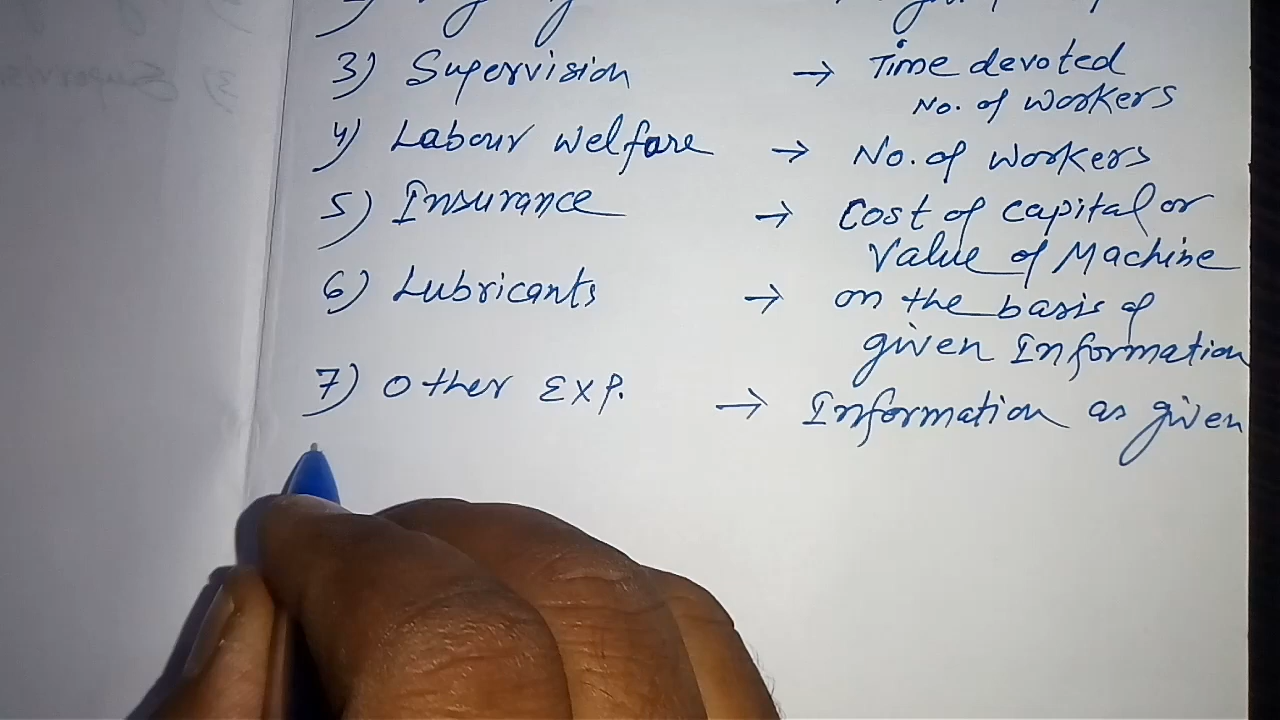 3) Supervision → Time devoted
No. of workers
4) Labour welfare → No. of workers
5) Insurance → Cost of capital or
Value of Machine
6) Lubricants → on the basis of
given Information
7) Other Exp. → Information as given